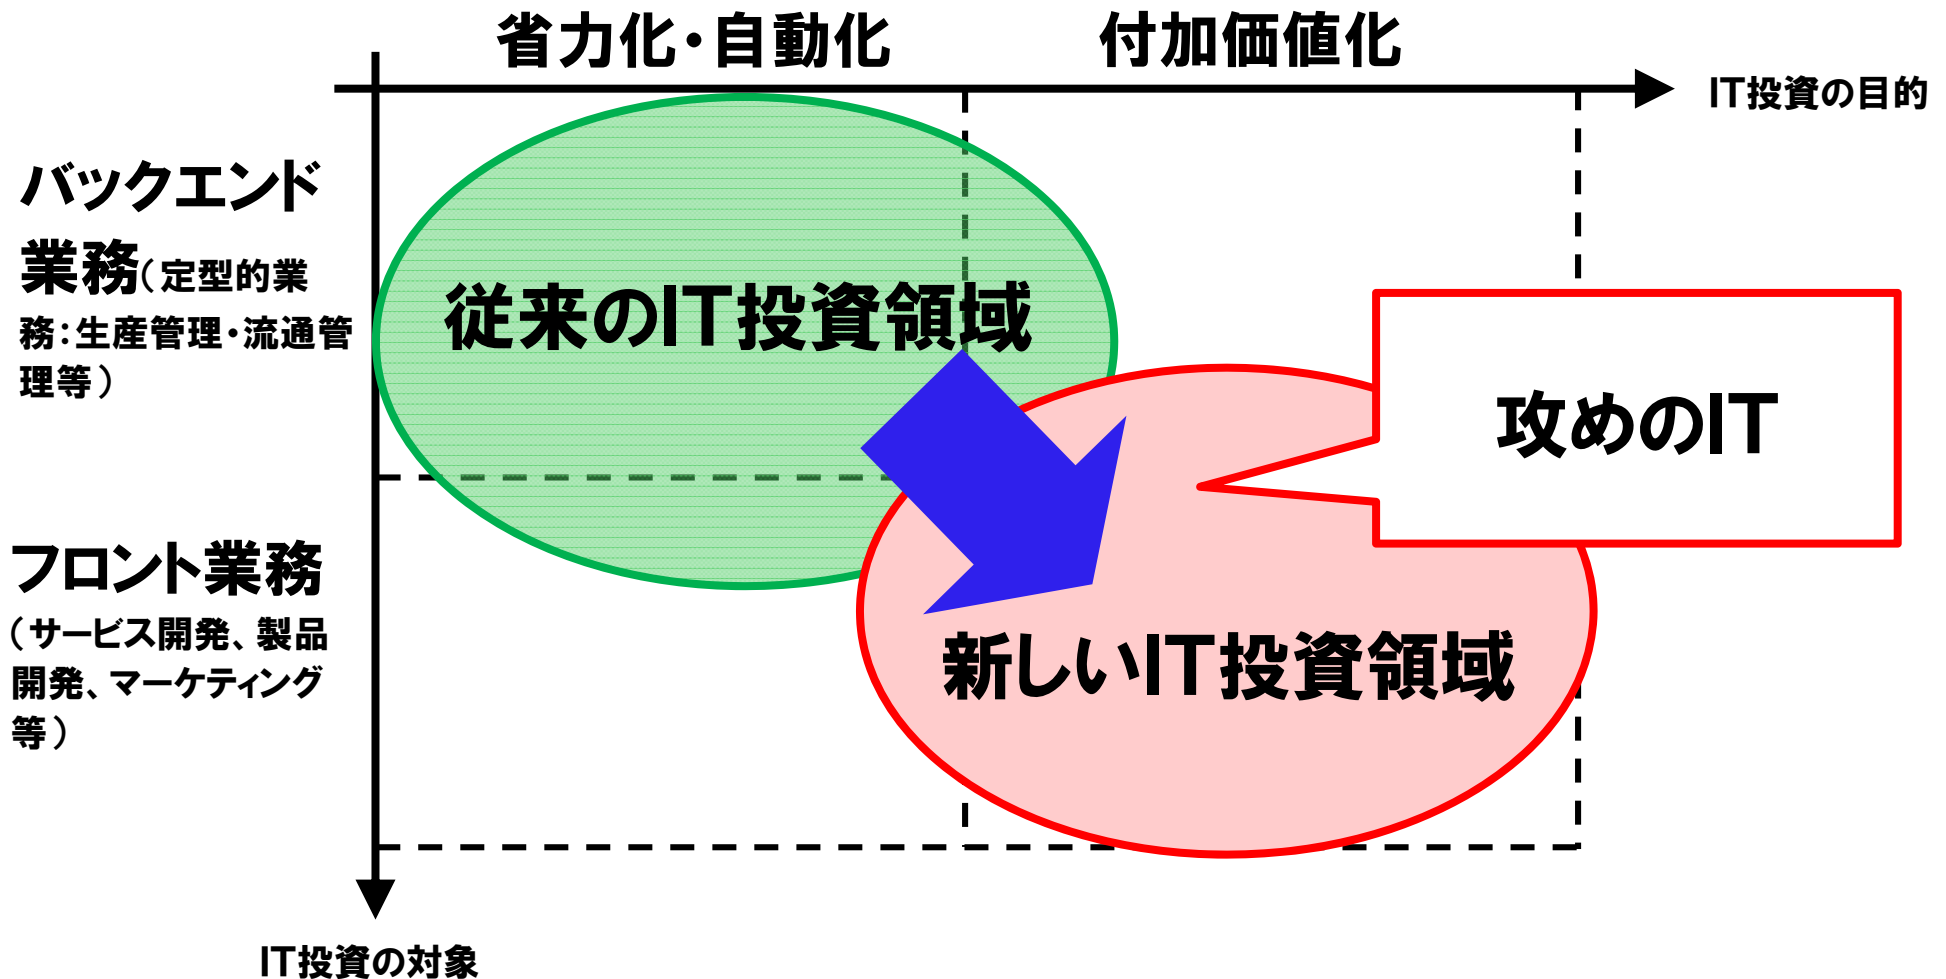 省力化・自動化
付加価値化
IT投資の目的
バックエンド
業務（定型的業
務：生産管理・流通管
理等）
従来のIT投資領域
攻めのIT
フロント業務
（サービス開発、製品
開発、マーケティング
等）
新しいIT投資領域
IT投資の対象